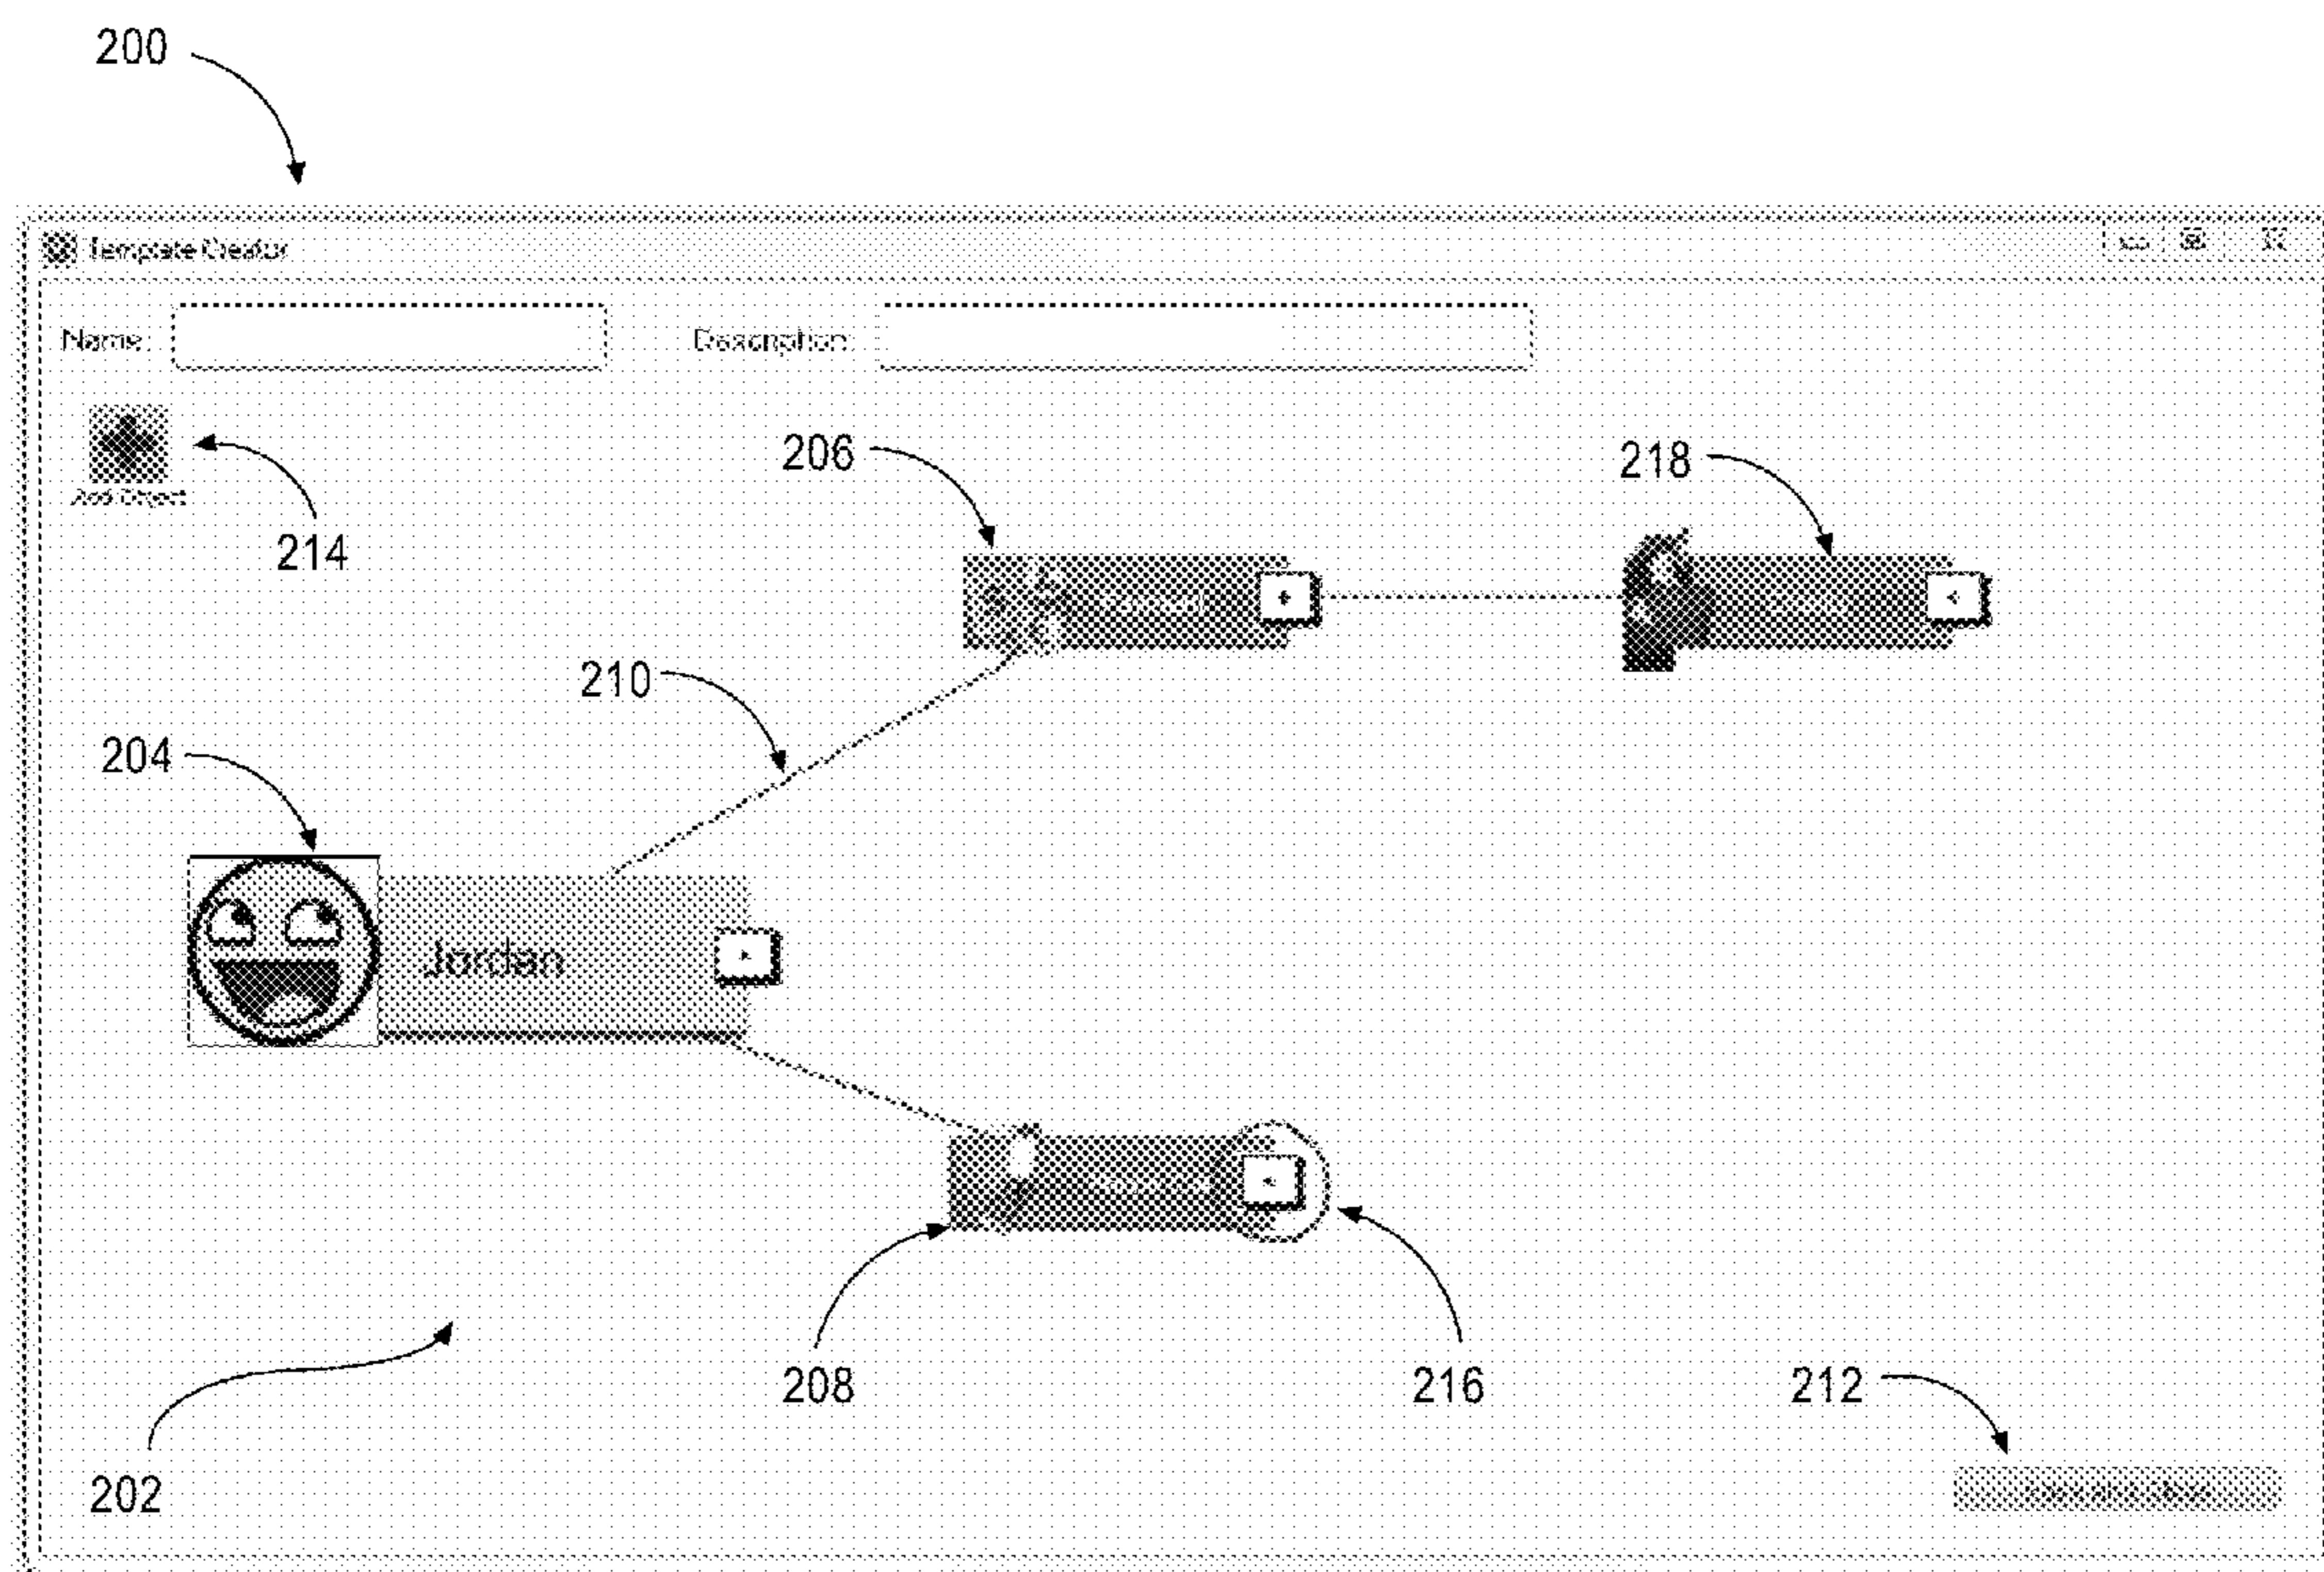 200
Template Creator
Name:
Description:
206
218
Add Object
214
210
204
Jordan
208
216
212
202